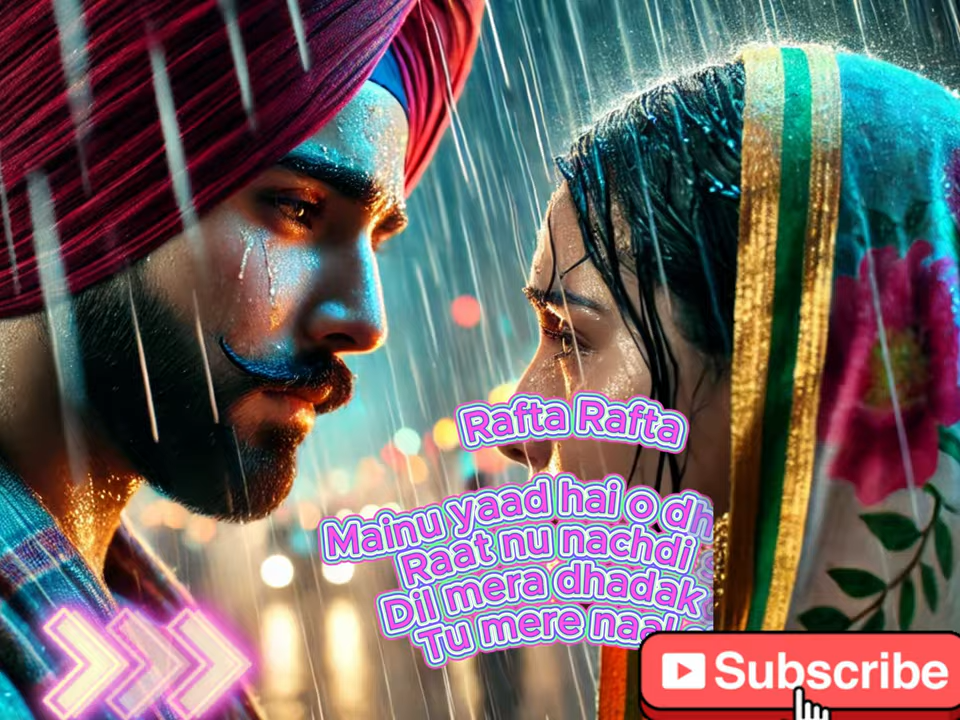 Rafta Rafta
Mainu yaad hai o
Raat nu nachdi
Dil mera dhadak
Tu mere naal
Subscribe